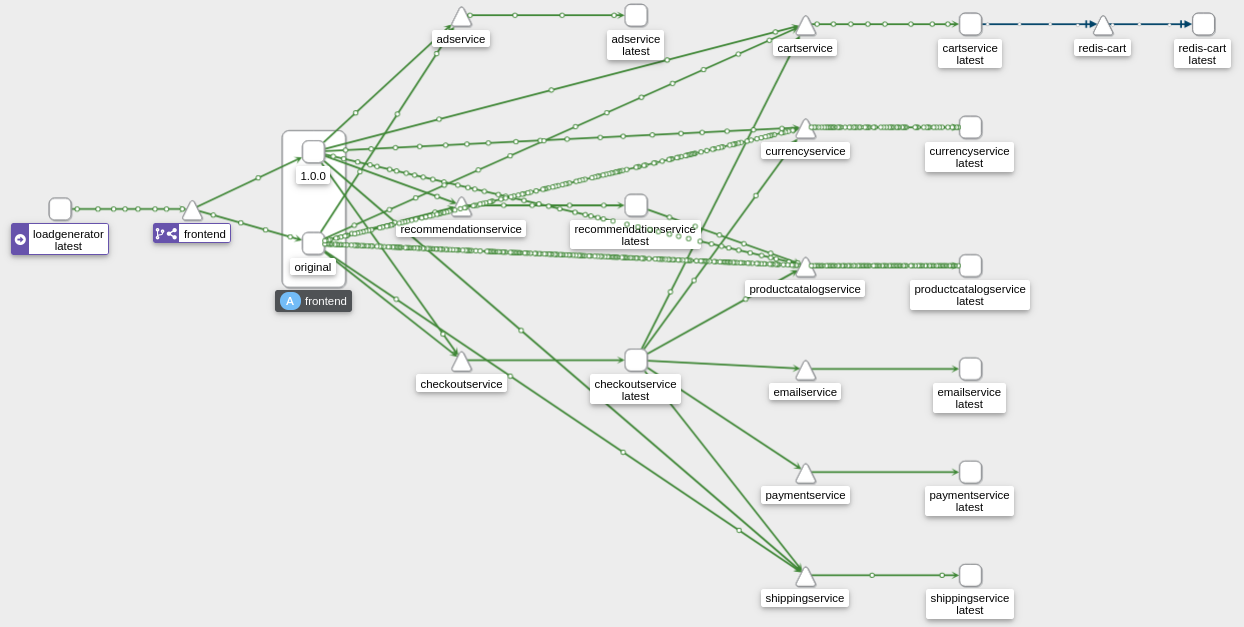 adservice
adservice
latest
cartservice
cartservice
latest
redis-cart
redis-cart
latest
1.0.0
currencyservice
currencyservice
latest
loadgenerator
latest
frontend
recommendationservice
recommendationservice
latest
original
A frontend
productcatalogservice
productcatalogservice
latest
checkoutservice
checkoutservice
latest
emailservice
emailservice
latest
paymentservice
paymentservice
latest
shippingservice
shippingservice
latest